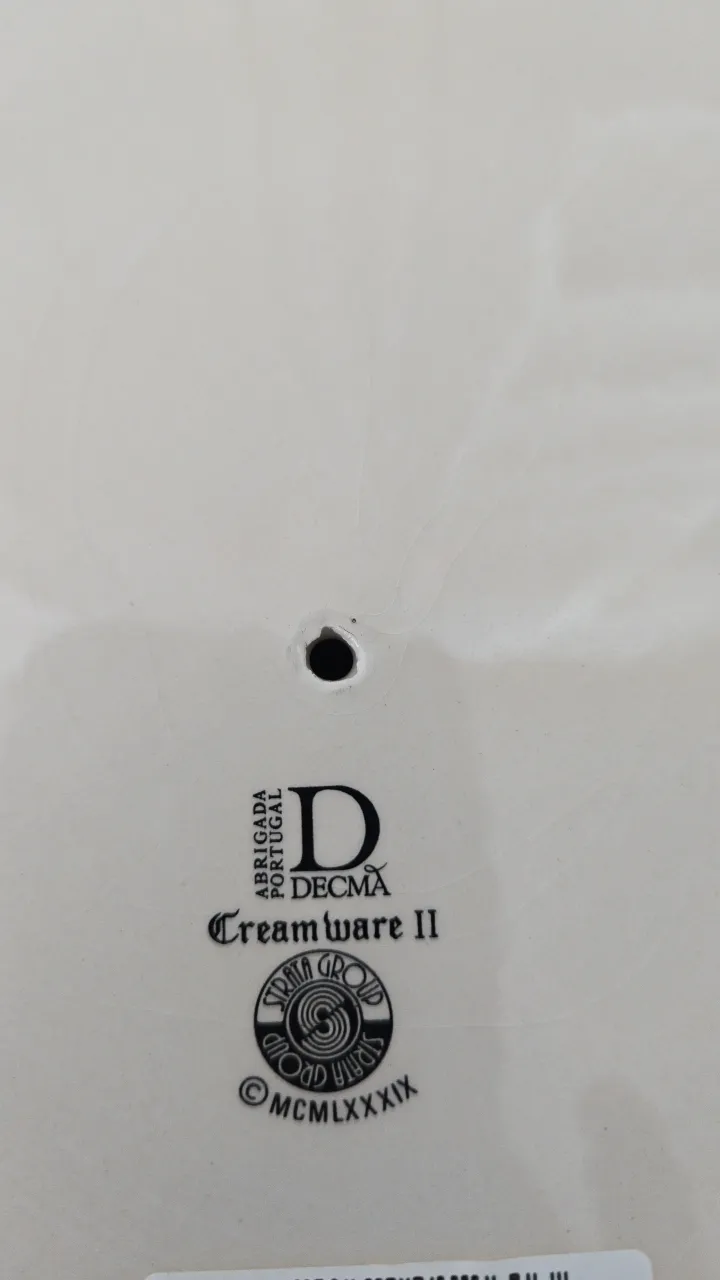 ABRIGADA
PORTUGAL
D
DECMA
Creamware II
STRATA GROUP
STRATA GROUP
© MCMLXXXIX